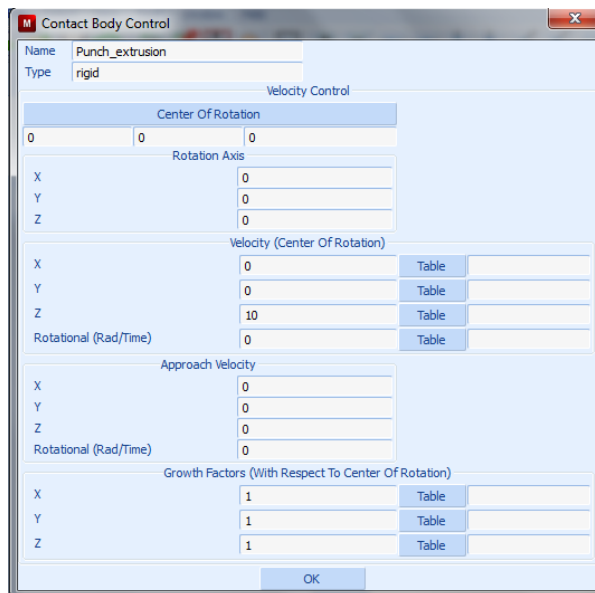 M Contact Body Control X
Name Punch_extrusion
Type rigid
Velocity Control
Center Of Rotation
0 0 0
Rotation Axis
X 0
Y 0
Z 0
Velocity (Center Of Rotation)
X 0 Table
Y 0 Table
Z 10 Table
Rotational (Rad/Time) 0 Table
Approach Velocity
X 0
Y 0
Z 0
Rotational (Rad/Time) 0
Growth Factors (With Respect To Center Of Rotation)
X 1 Table
Y 1 Table
Z 1 Table
OK